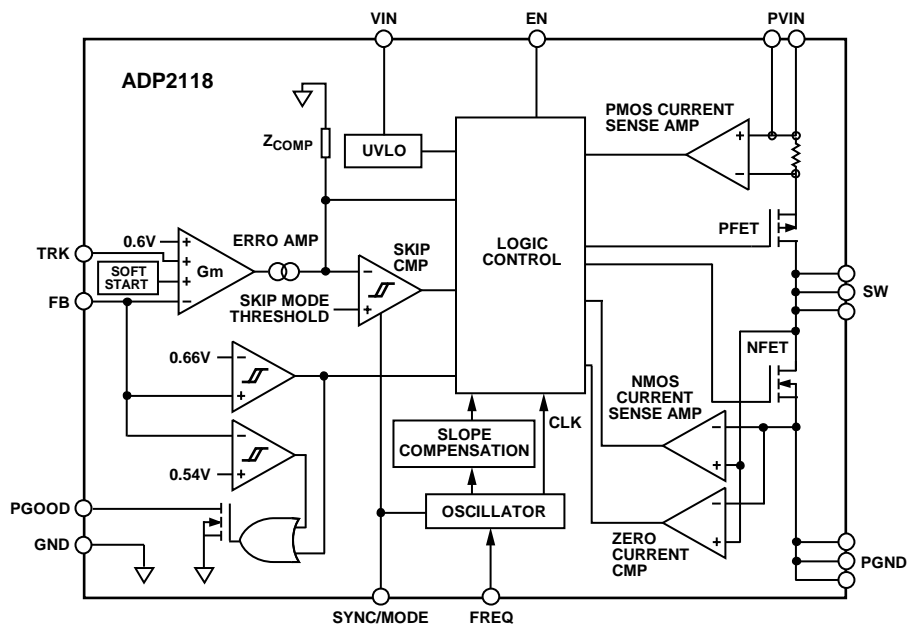 VIN
EN
PVIN
ADP2118
UVLO
Z_COMP
PMOS CURRENT
SENSE AMP
+
−
PFET
LOGIC
CONTROL
TRK
0.6V
+
+
+
−
Gm
SOFT
START
ERRO AMP
FB
SKIP
CMP
−
+
SKIP MODE
THRESHOLD
SW
NFET
0.66V
−
+
NMOS
CURRENT
SENSE AMP
−
+
CLK
SLOPE
COMPENSATION
−
+
0.54V
PGOOD
OSCILLATOR
−
+
ZERO
CURRENT
CMP
GND
PGND
SYNC/MODE
FREQ